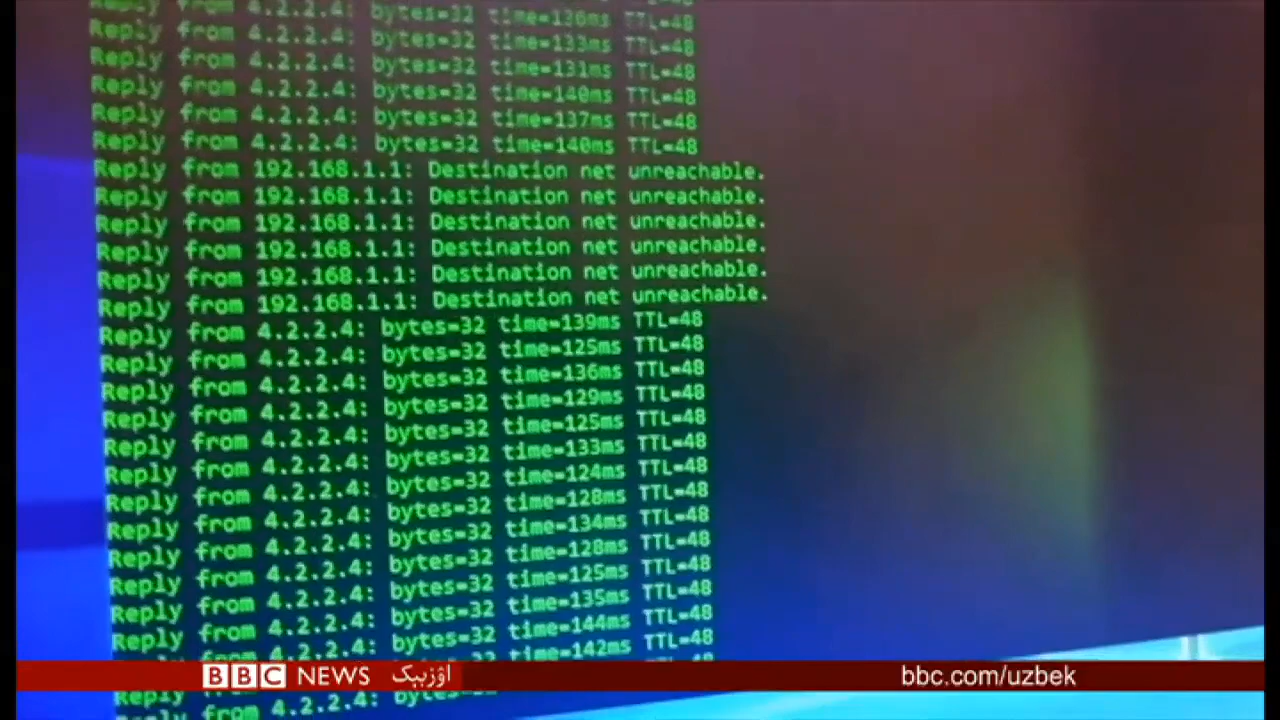 Reply from 4.2.2.4: bytes=32 time=136ms TTL=48
Reply from 4.2.2.4: bytes=32 time=133ms TTL=48
Reply from 4.2.2.4: bytes=32 time=131ms TTL=48
Reply from 4.2.2.4: bytes=32 time=140ms TTL=48
Reply from 4.2.2.4: bytes=32 time=137ms TTL=48
Reply from 4.2.2.4: bytes=32 time=140ms TTL=48
Reply from 192.168.1.1: Destination net unreachable.
Reply from 192.168.1.1: Destination net unreachable.
Reply from 192.168.1.1: Destination net unreachable.
Reply from 192.168.1.1: Destination net unreachable.
Reply from 192.168.1.1: Destination net unreachable.
Reply from 192.168.1.1: Destination net unreachable.
Reply from 4.2.2.4: bytes=32 time=139ms TTL=48
Reply from 4.2.2.4: bytes=32 time=125ms TTL=48
Reply from 4.2.2.4: bytes=32 time=136ms TTL=48
Reply from 4.2.2.4: bytes=32 time=129ms TTL=48
Reply from 4.2.2.4: bytes=32 time=125ms TTL=48
Reply from 4.2.2.4: bytes=32 time=133ms TTL=48
Reply from 4.2.2.4: bytes=32 time=124ms TTL=48
Reply from 4.2.2.4: bytes=32 time=128ms TTL=48
Reply from 4.2.2.4: bytes=32 time=134ms TTL=48
Reply from 4.2.2.4: bytes=32 time=128ms TTL=48
Reply from 4.2.2.4: bytes=32 time=125ms TTL=48
Reply from 4.2.2.4: bytes=32 time=135ms TTL=48
4.2.2.4: bytes=32 time=144ms TTL=48
Reply time=142ms TTL=48
BBC NEWS اۉزبېک bbc.com/uzbek
Reply from 4.2.2.4: bytes=32